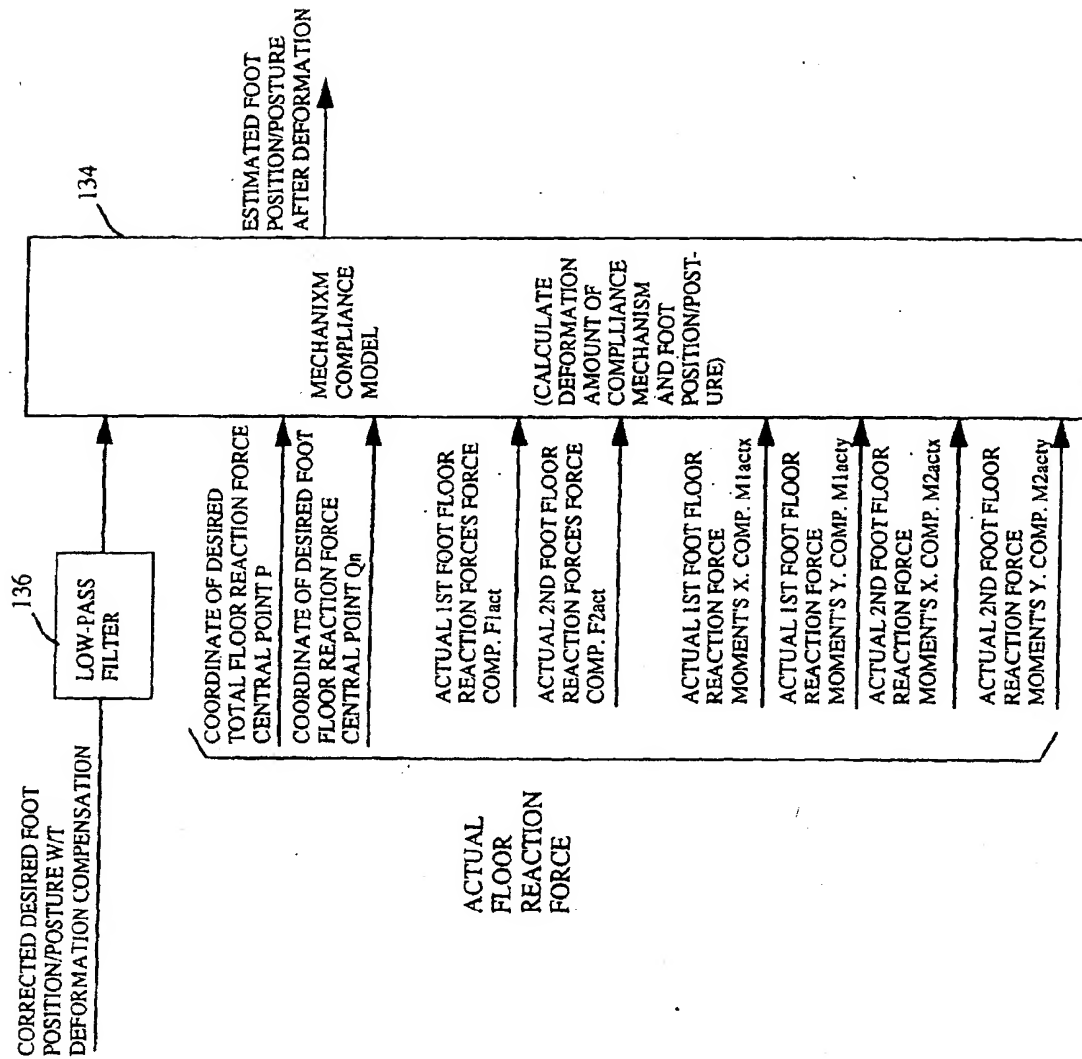 136
CORRECTED DESIRED FOOT
POSITION/POSTURE W/T
DEFORMATION COMPENSATION
LOW-PASS
FILTER
134
COORDINATE OF DESIRED
TOTAL FLOOR REACTION FORCE
CENTRAL POINT P
COORDINATE OF DESIRED FOOT
FLOOR REACTION FORCE
CENTRAL POINT Qn
ACTUAL
FLOOR
REACTION
FORCE
ACTUAL 1ST FOOT FLOOR
REACTION FORCE'S FORCE
COMP. F1act
ACTUAL 2ND FOOT FLOOR
REACTION FORCE'S FORCE
COMP. F2act
ACTUAL 1ST FOOT FLOOR
REACTION FORCE
MOMENT'S X. COMP. M1actx
ACTUAL 1ST FOOT FLOOR
REACTION FORCE
MOMENT'S Y. COMP. M1acty
ACTUAL 2ND FOOT FLOOR
REACTION FORCE
MOMENT'S X. COMP. M2actx
ACTUAL 2ND FOOT FLOOR
REACTION FORCE
MOMENT'S Y. COMP. M2acty
MECHANIXM
COMPLIANCE
MODEL
(CALCULATE
DEFORMATION
AMOUNT OF
COMPLLIANCE
MECHANISM
AND FOOT
POSITION/POST-
URE)
ESTIMATED FOOT
POSITION/POSTURE
AFTER DEFORMATION